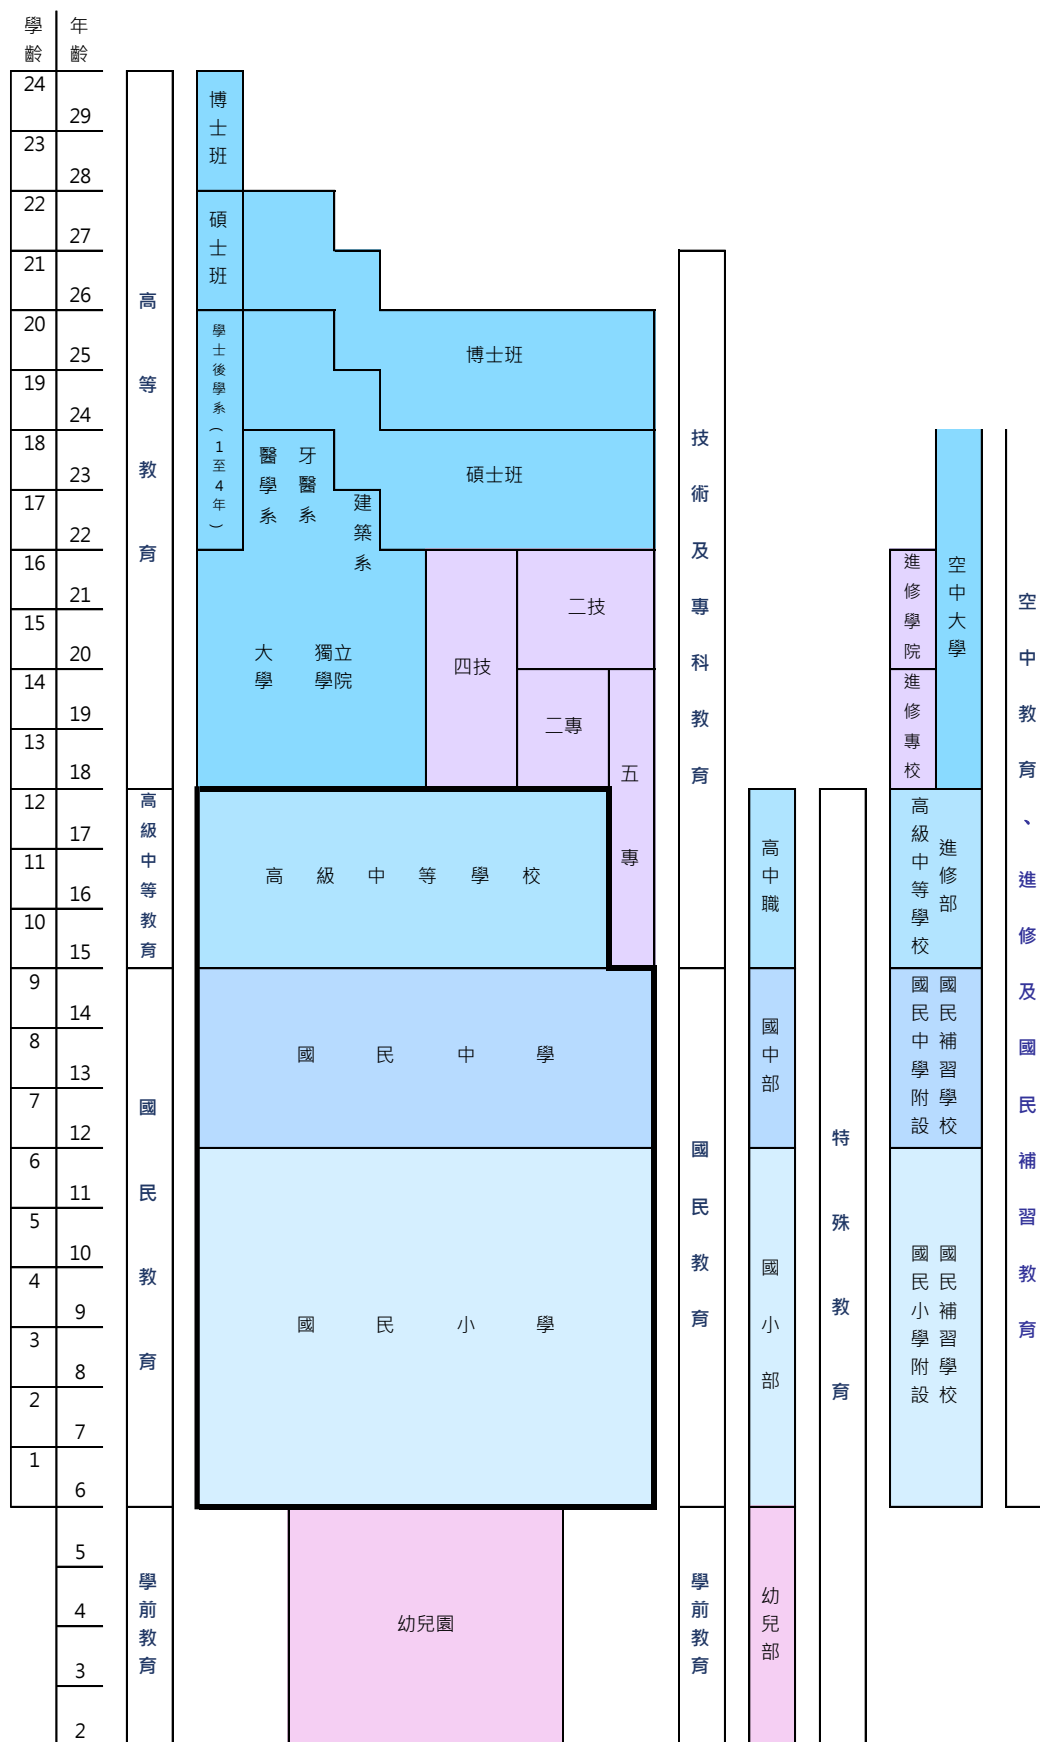 學齡
年齡
24
23
22
21
20
19
18
17
16
15
14
13
12
11
10
9
8
7
6
5
4
3
2
1
29
28
27
26
25
24
23
22
21
20
19
18
17
16
15
14
13
12
11
10
9
8
7
6
5
4
3
2
高等教育
高級中等教育
國民教育
學前教育
博士班
碩士班
學士後學系(1至4年)
醫學系
牙醫系
建築系
博士班
碩士班
大學
獨立學院
四技
二技
二專
五專
高級中等學校
國民中學
國民小學
幼兒園
技術及專科教育
國民教育
學前教育
高中職
國中部
國小部
幼兒部
特殊教育
進修學院
進修專校
空中大學
高級中等學校
進修部
國民中學附設
國民補習學校
國民小學附設
國民補習學校
空中教育、進修及國民補習教育